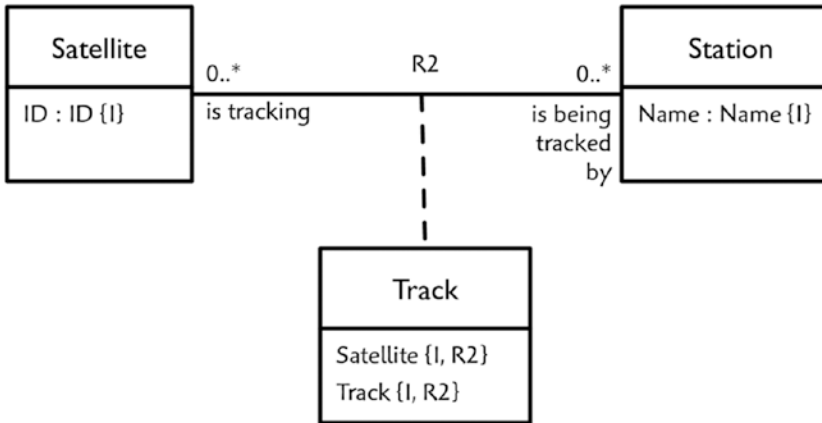 Satellite
ID : ID {I}
0..*
is tracking
R2
0..*
is being
tracked
by
Station
Name : Name {I}
Track
Satellite {I, R2}
Track {I, R2}